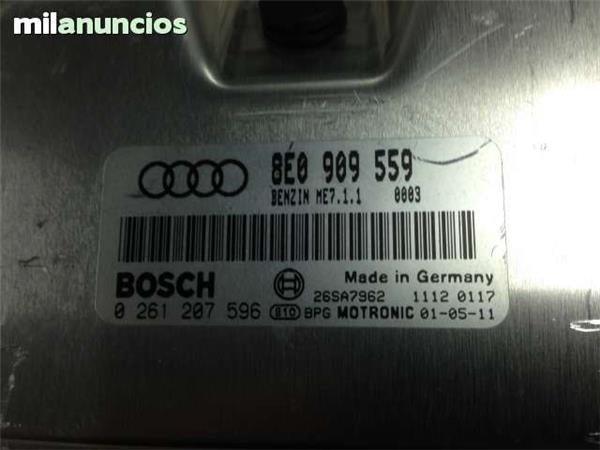 milanuncios
8E0 909 559
BENZIN ME7.1.1 0003
BOSCH Made in Germany
26SA7962 1112 0117
0 261 207 596 810 BPG MOTRONIC 01-05-11